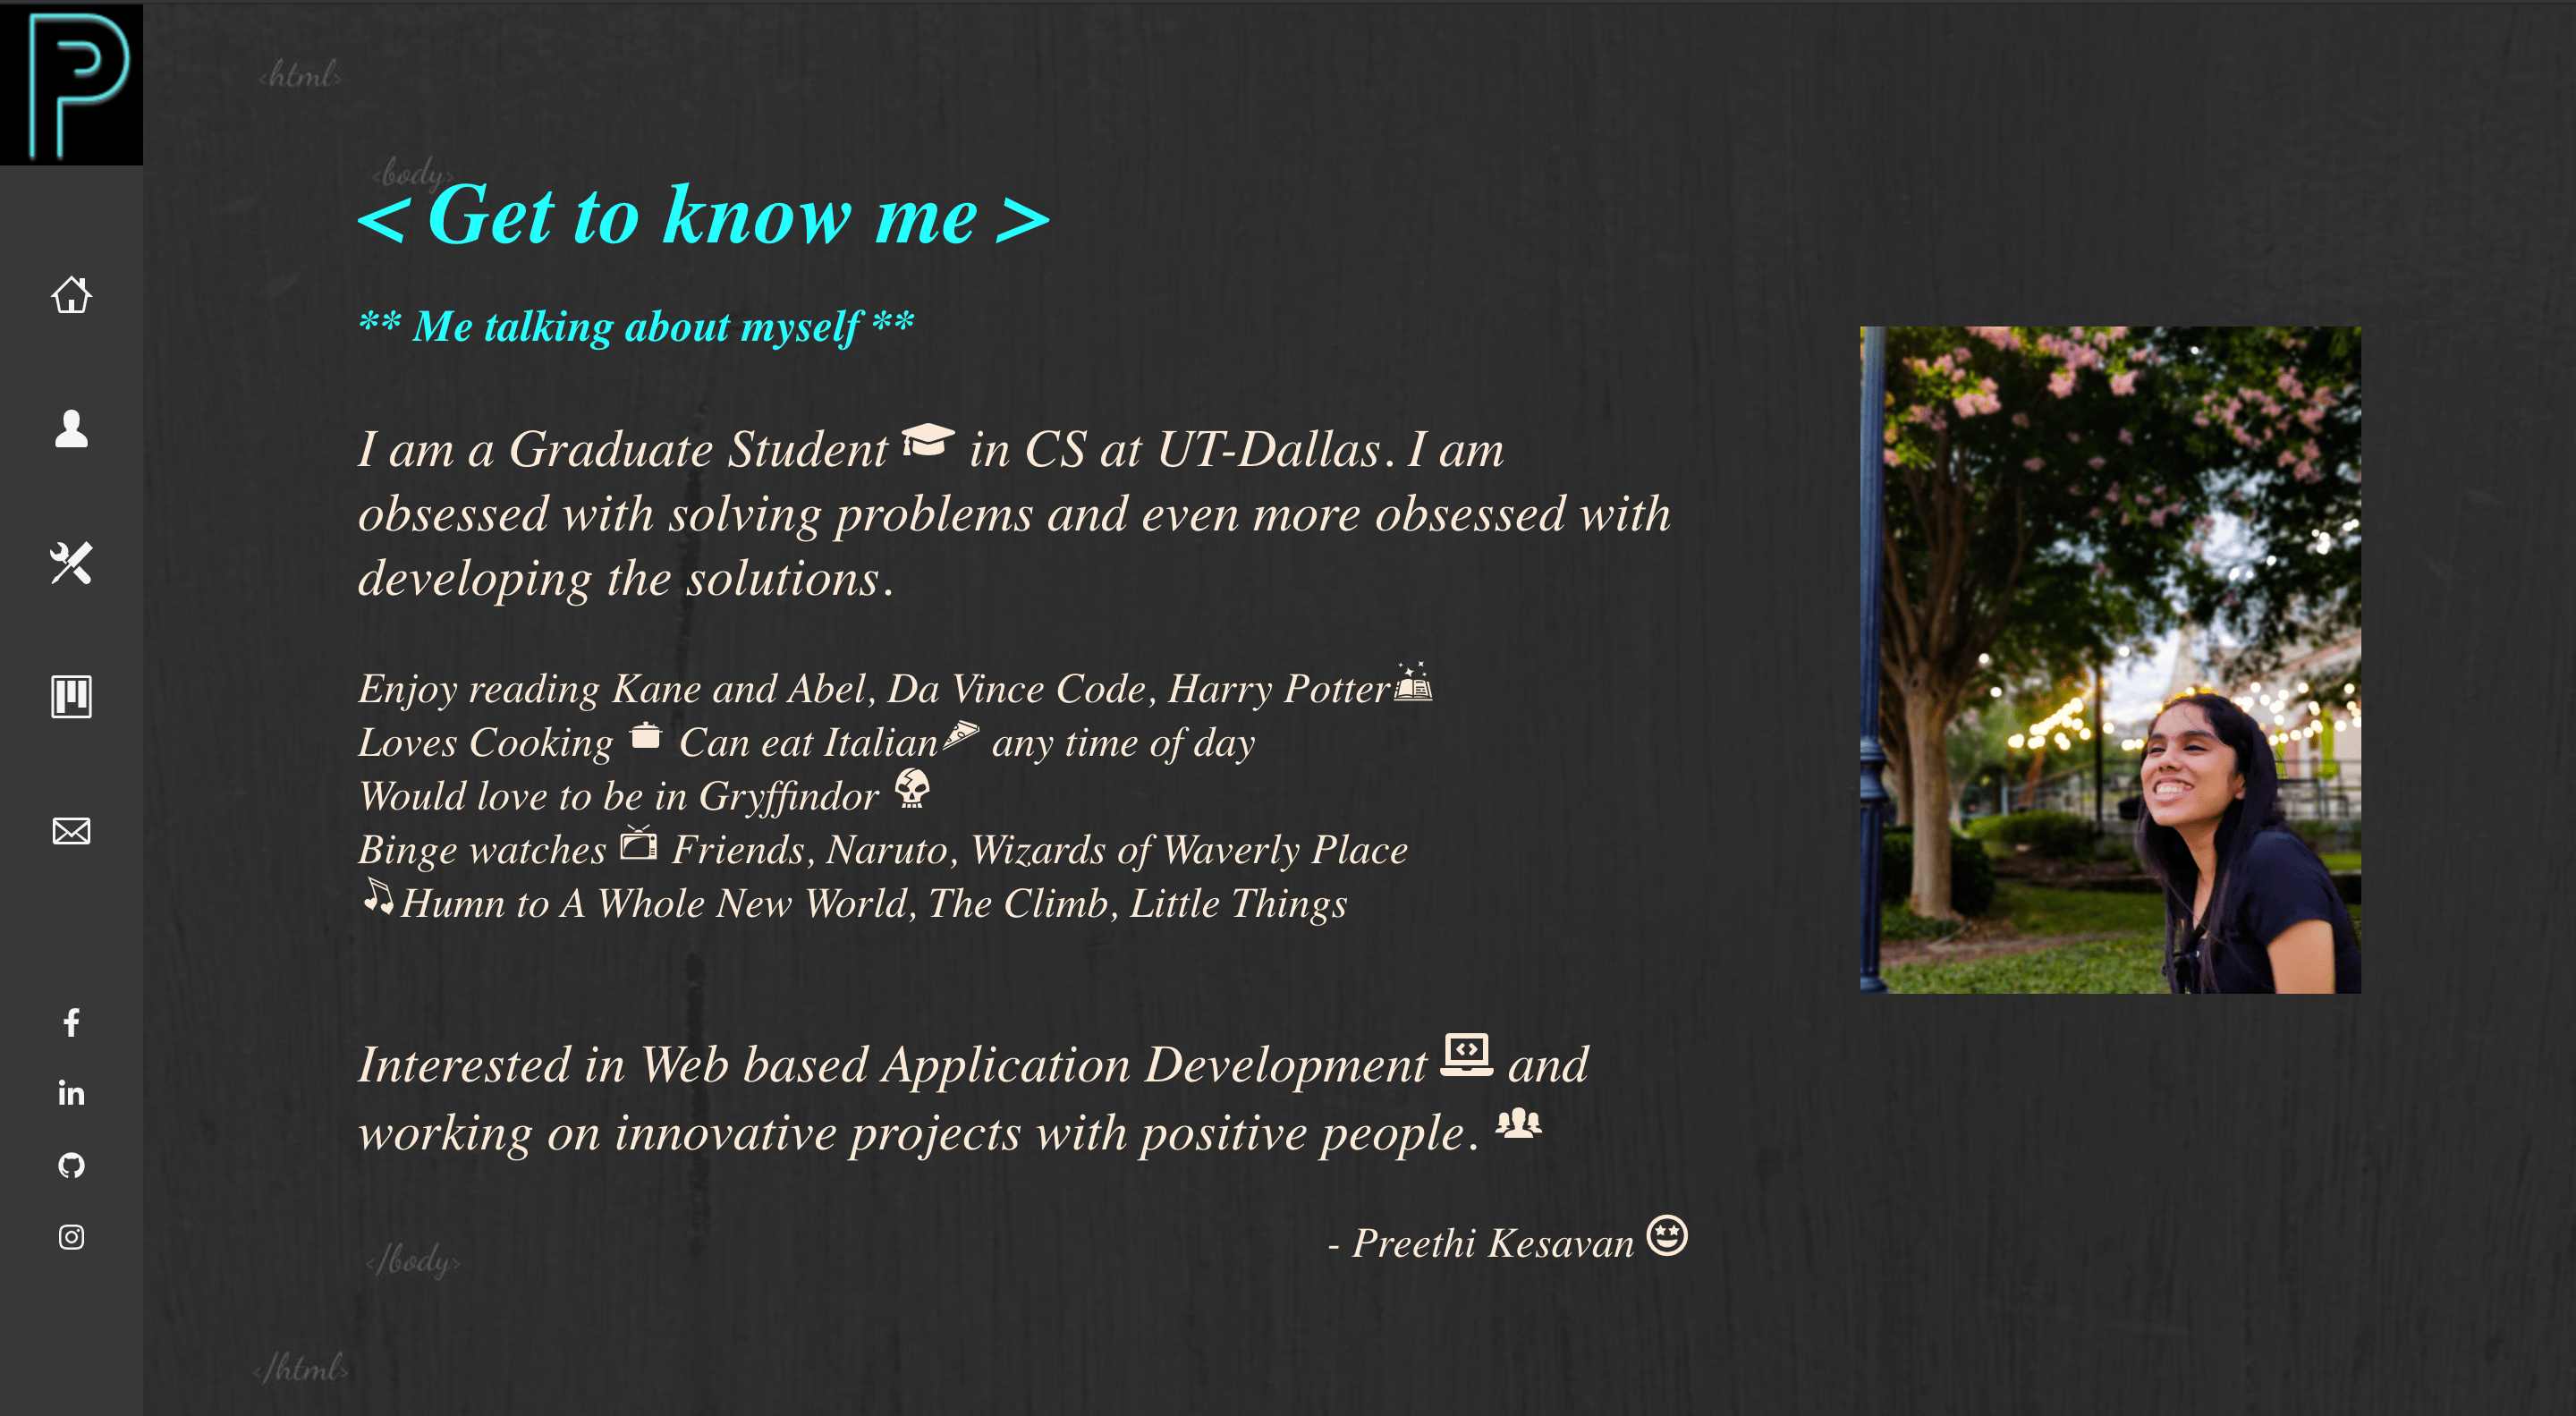 P
<html>
<body>
< Get to know me >
** Me talking about myself **
I am a Graduate Student in CS at UT-Dallas. I am
obsessed with solving problems and even more obsessed with
developing the solutions.
Enjoy reading Kane and Abel, Da Vince Code, Harry Potter
Loves Cooking Can eat Italian any time of day
Would love to be in Gryffindor
Binge watches Friends, Naruto, Wizards of Waverly Place
Humn to A Whole New World, The Climb, Little Things
Interested in Web based Application Development and
working on innovative projects with positive people.
- Preethi Kesavan
</body>
</html>